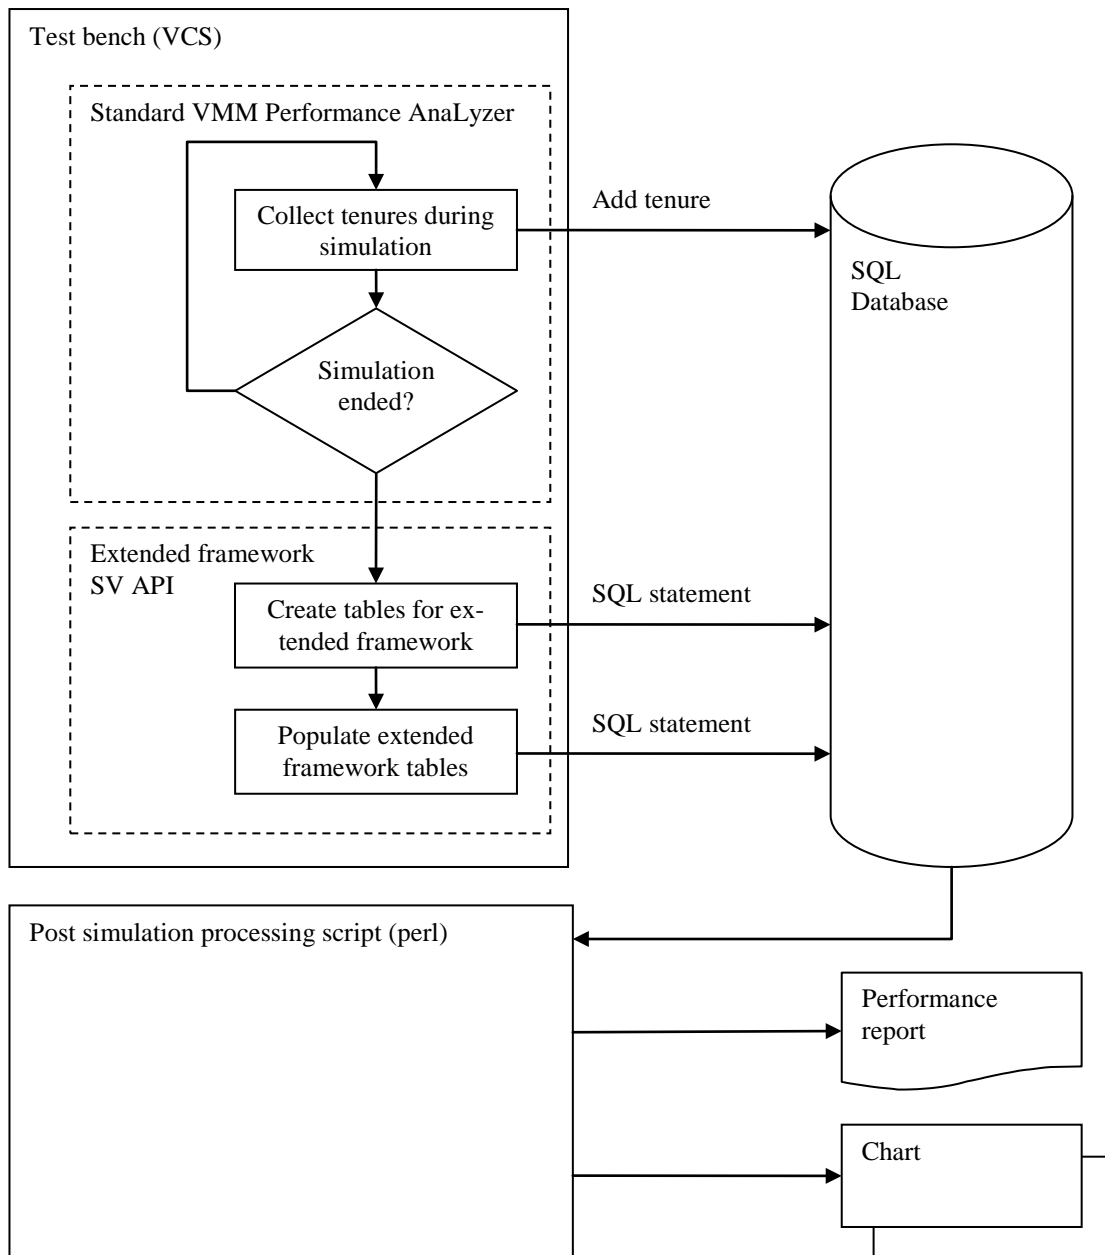 Test bench (VCS)
Standard VMM Performance AnaLyzer
Collect tenures during
simulation
Add tenure
SQL
Database
Simulation
ended?
Extended framework
SV API
Create tables for ex-
tended framework
SQL statement
Populate extended
framework tables
SQL statement
Post simulation processing script (perl)
Performance
report
Chart